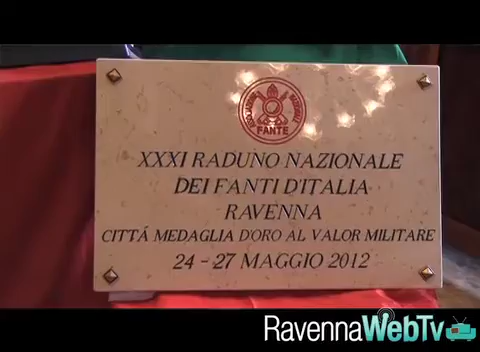 FANTE
XXXI RADUNO NAZIONALE
DEI FANTI D'ITALIA
RAVENNA
CITTÁ MEDAGLIA D'ORO AL VALOR MILITARE
24 - 27 MAGGIO 2012
RavennaWebTv